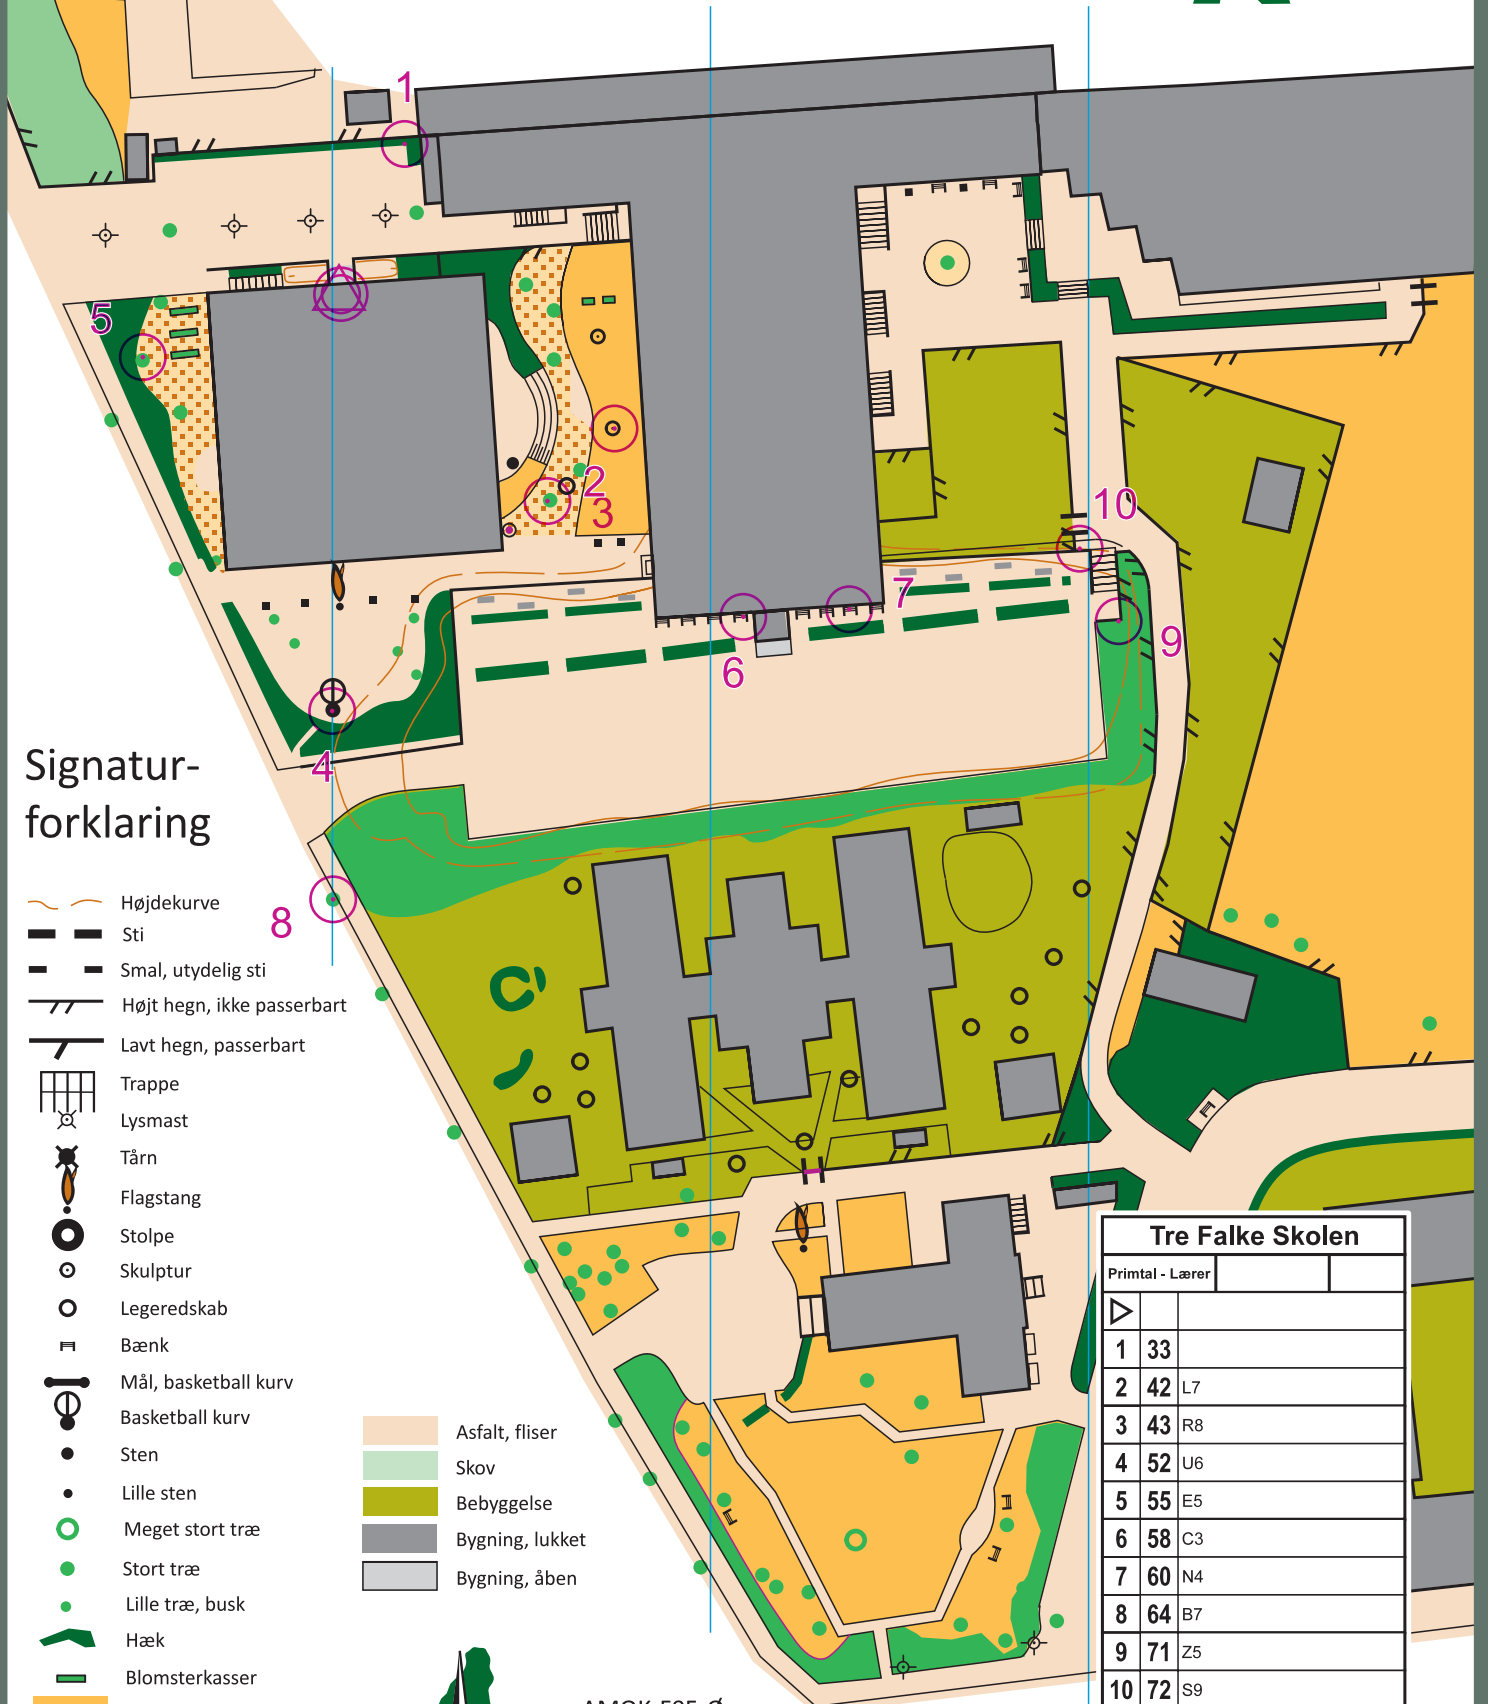 1
5
2
3
10
7
6
9
4
8
Signatur-
forklaring
Højdekurve
Sti
Smal, utydelig sti
Højt hegn, ikke passerbart
Lavt hegn, passerbart
Trappe
Lysmast
Tårn
Flagstang
Stolpe
Skulptur
Legeredskab
Bænk
Mål, basketball kurv
Basketball kurv
Sten
Lille sten
Meget stort træ
Stort træ
Lille træ, busk
Hæk
Blomsterkasser
Asfalt, fliser
Skov
Bebyggelse
Bygning, lukket
Bygning, åben
Tre Falke Skolen
Primtal - Lærer
1 33
2 42 L7
3 43 R8
4 52 U6
5 55 E5
6 58 C3
7 60 N4
8 64 B7
9 71 Z5
10 72 S9